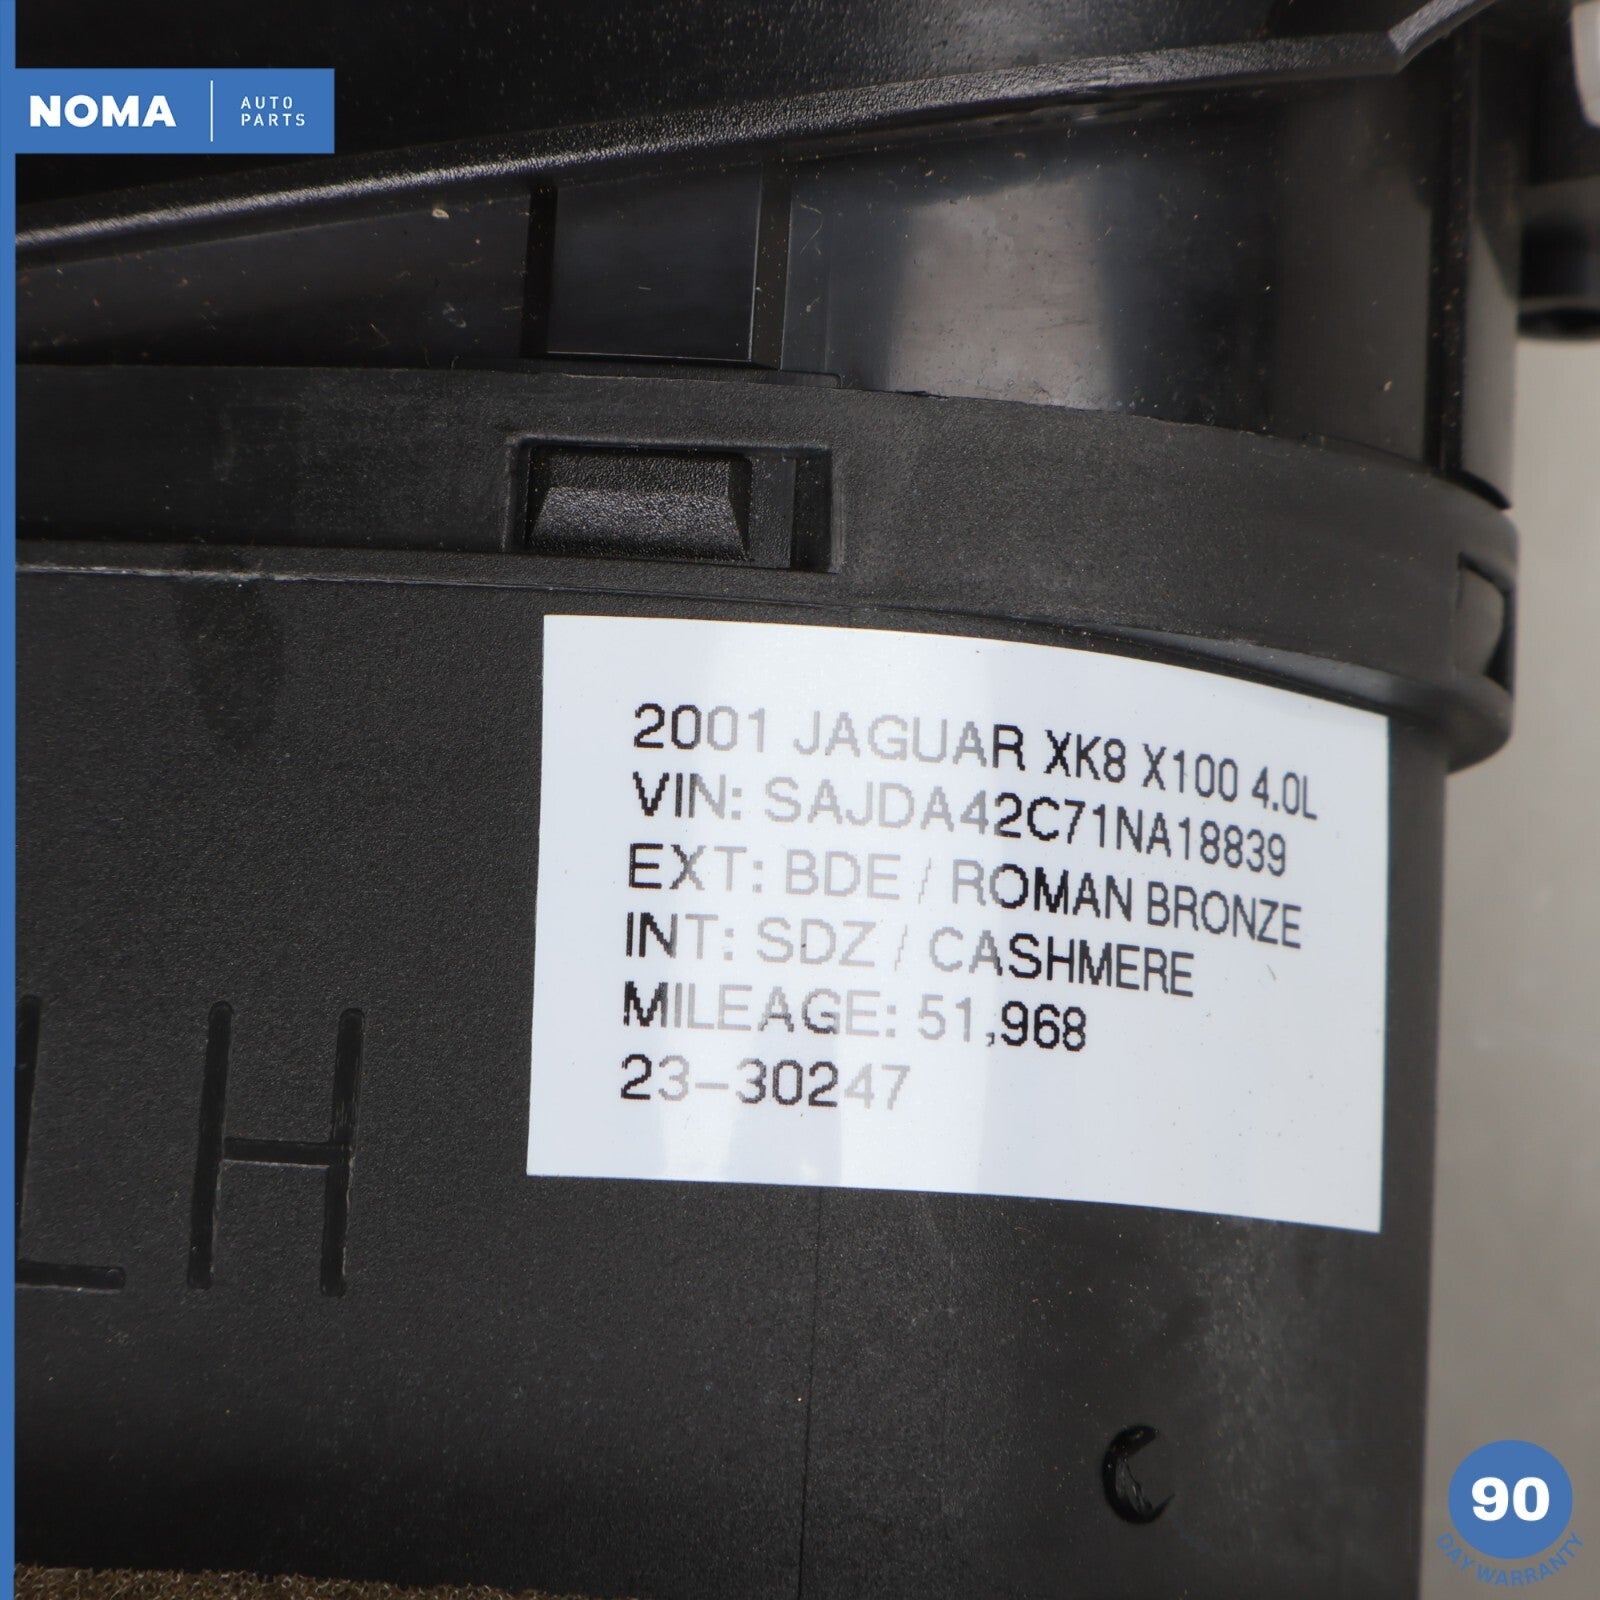 NOMA AUTO PARTS
2001 JAGUAR XK8 X100 4.0L
VIN: SAJDA42C71NA18839
EXT: BDE / ROMAN BRONZE
INT: SDZ / CASHMERE
MILEAGE: 51,968
23-30247
LH
90
DAY WARRANTY